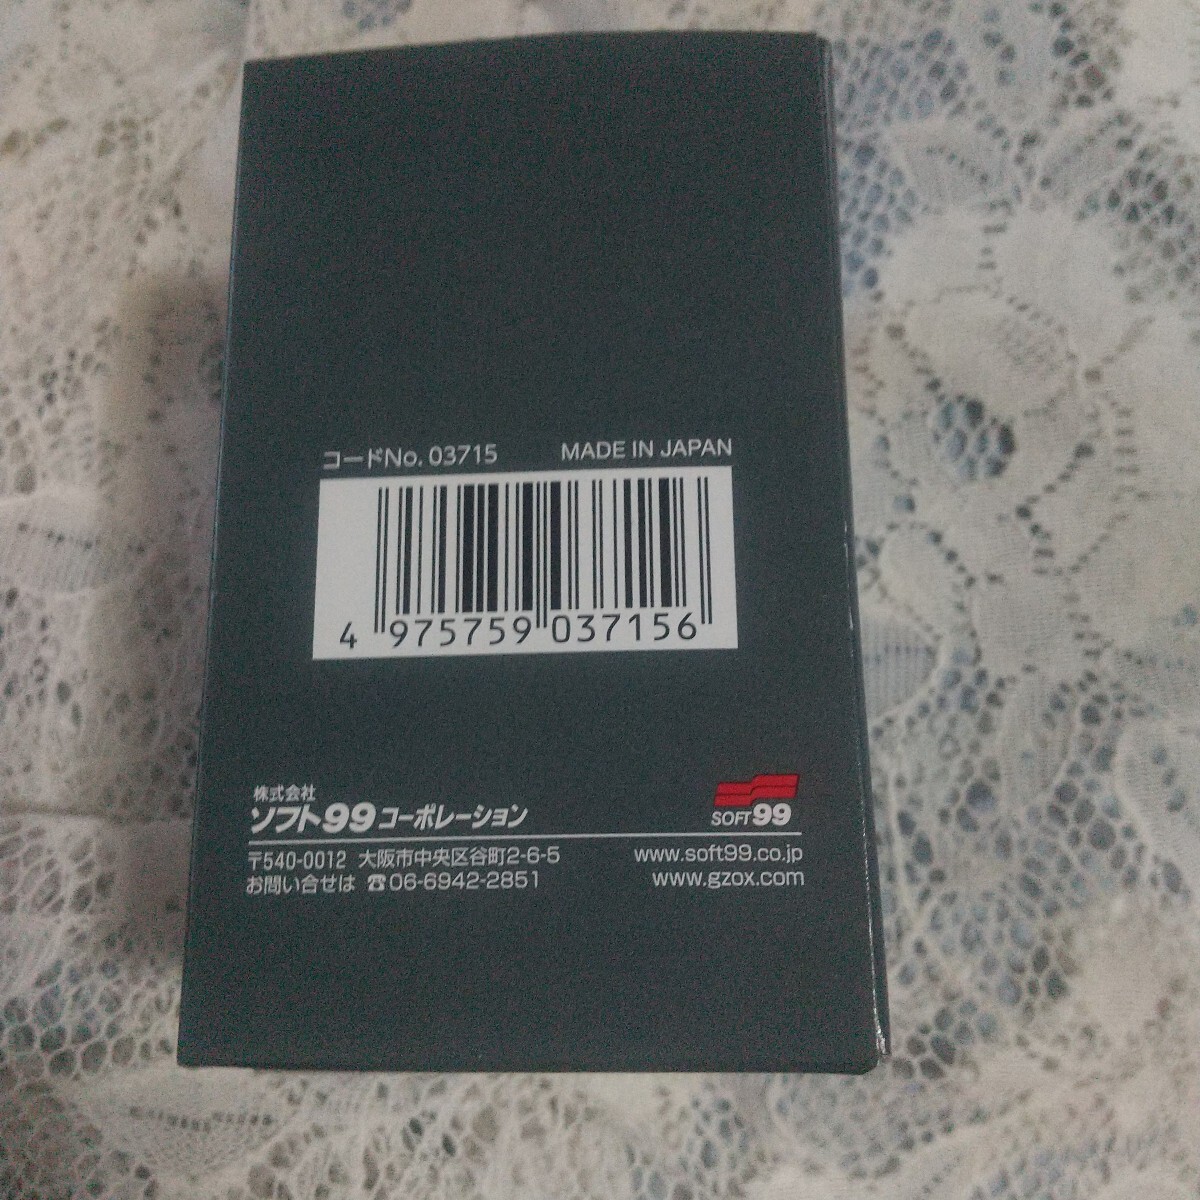 コードNo. 03715 MADE IN JAPAN
4 975759 037156
株式会社
ソフト99コーポレーション
SOFT99
〒540-0012 大阪市中央区谷町2-6-5 www.soft99.co.jp
お問い合せは ☎06-6942-2851 www.gzox.com